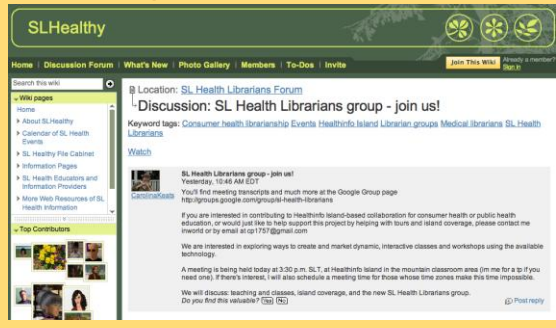 SLHealthy
Home | Discussion Forum | What's New | Photo Gallery | Members | To-Dos | Invite
Join This Wiki
Already a member?
Sign in
Search this wiki
Wiki pages
Home
About SLHealthy
Calendar of SL Health
Events
SL Healthy File Cabinet
Information Pages
SL Health Educators and
Information Providers
More Web Resources of SL
Health Information
Top Contributors
Location: SL Health Librarians Forum
Discussion: SL Health Librarians group - join us!
Keyword tags: Consumer health librarianship Events Healthinfo Island Librarian groups Medical librarians SL Health
Librarians
Watch
CarolinaKeats
SL Health Librarians group - join us!
Yesterday, 10:46 AM EDT
You'll find meeting transcripts and much more at the Google Group page
http://groups.google.com/group/sl-health-librarians
If you are interested in contributing to Healthinfo Island-based collaboration for consumer health or public health
education, or would just like to help support this project by helping with tours and island coverage, please contact me
inworld or by email at cp1757@gmail.com
We are interested in exploring ways to create and market dynamic, interactive classes and workshops using the available
technology.
A meeting is being held today at 3:30 p.m. SLT, at Healthinfo Island in the mountain classroom area (im me for a tp if you
need one). If there's interest, I will also schedule a meeting time for those whose time zones make this time impossible.
We will discuss: teaching and classes, island coverage, and the new SL Health Librarians group.
Do you find this valuable? Yes No
Post reply